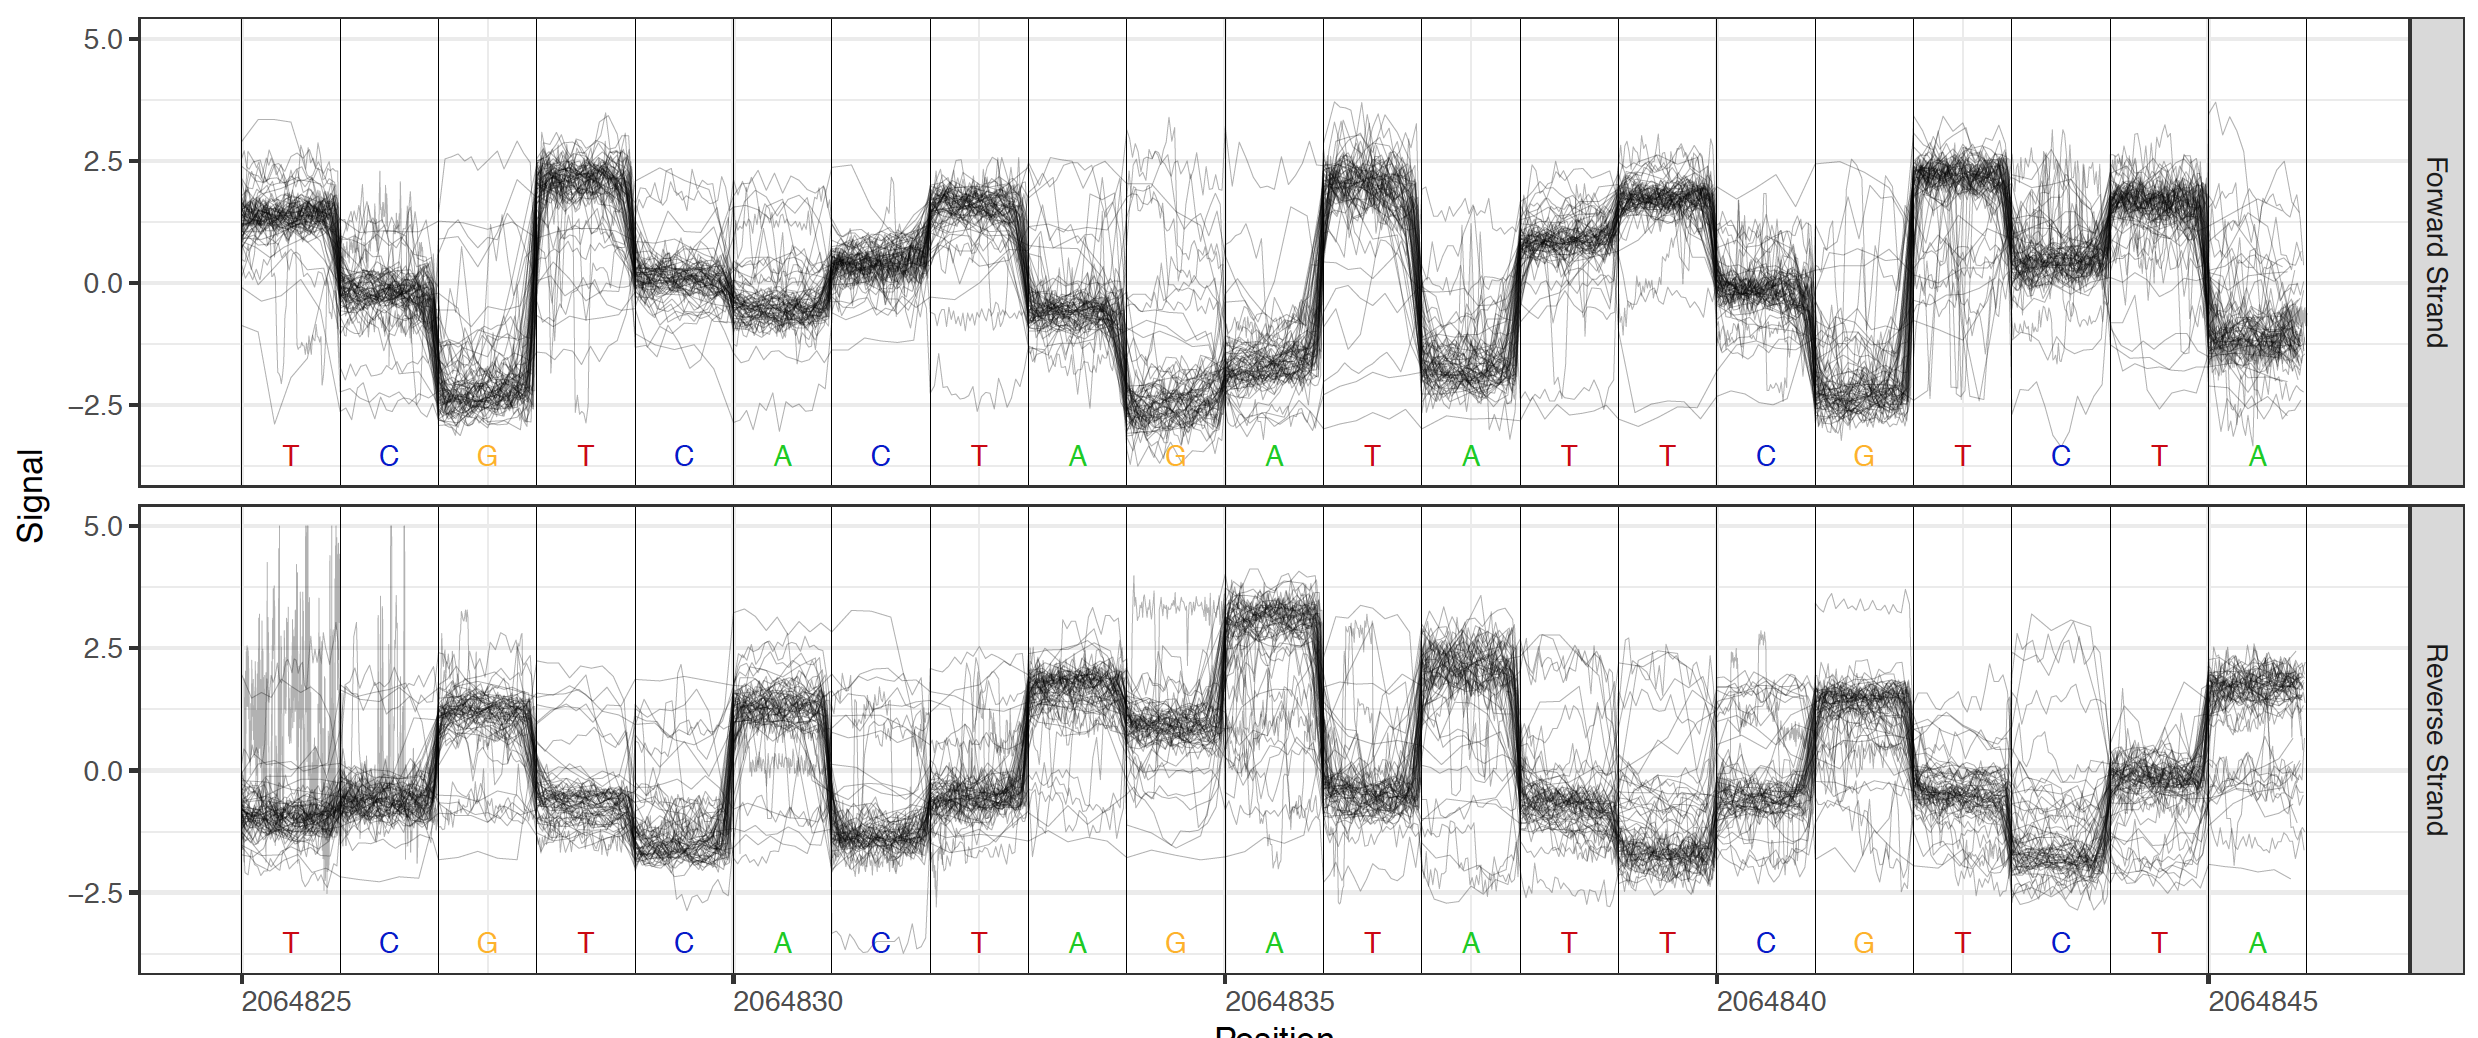 5.0
2.5
0.0
−2.5
T C G T C A C T A G A T A T T C G T C T A
Forward Strand
Signal
5.0
2.5
0.0
−2.5
T C G T C A C T A G A T A T T C G T C T A
Reverse Strand
2064825 2064830 2064835 2064840 2064845
Position